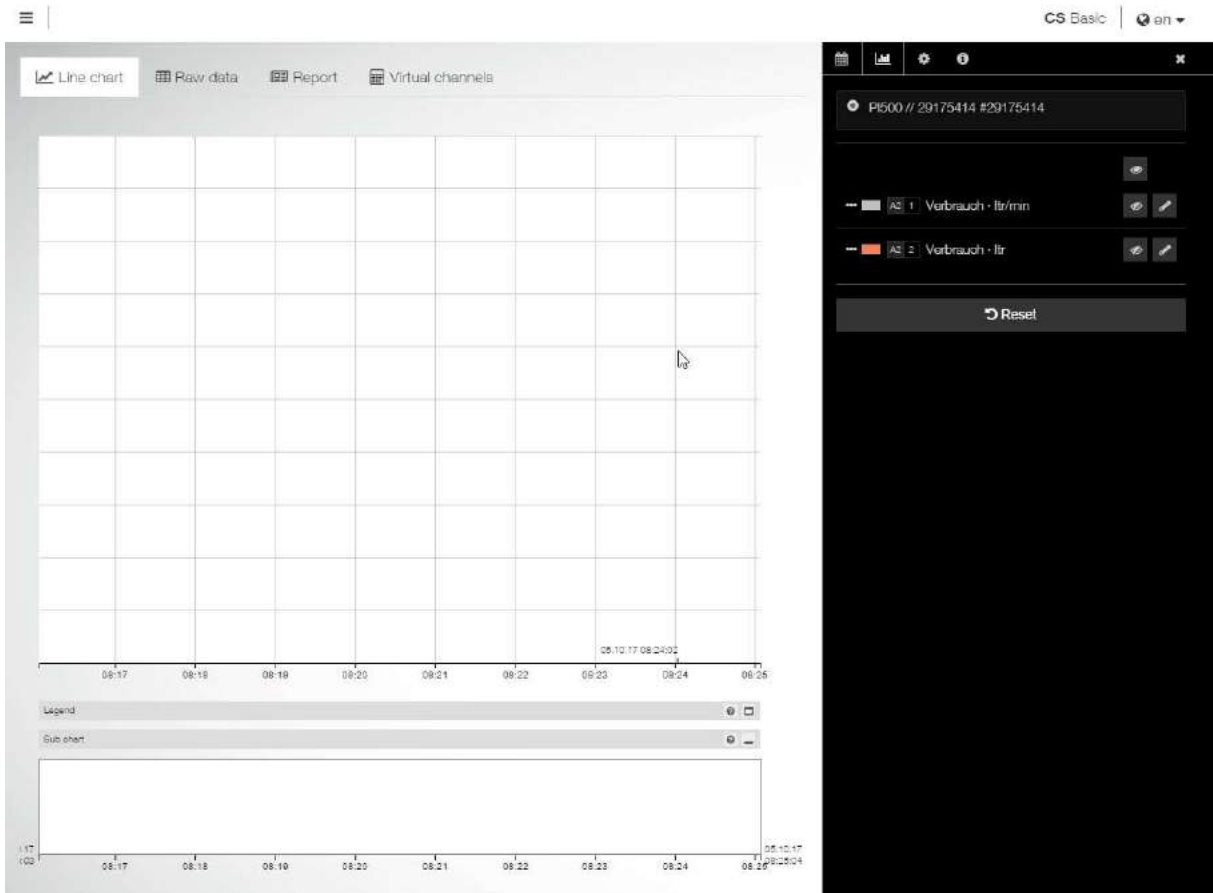 CS Basic
en
Line chart
Raw data
Report
Virtual channels
PI500 // 29175414 #29175414
A2 1 Verbrauch - ltr/min
A2 2 Verbrauch - ltr
Reset
05.10.17 08:24:02
08:17 08:18 08:19 08:20 08:21 08:22 08:23 08:24 08:25
Legend
Sub chart
08:17 08:18 08:19 08:20 08:21 08:22 08:23 08:24 08:25
05.10.17
08:25:04